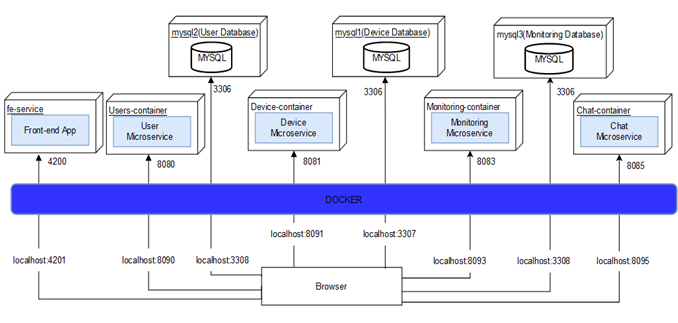 mysql2(User Database)
MYSQL
mysql1(Device Database)
MYSQL
mysql3(Monitoring Database)
MYSQL
3306
3306
3306
fe-service
Front-end App
Users-container
User
Microservice
Device-container
Device
Microservice
Monitoring-container
Monitoring
Microservice
Chat-container
Chat
Microservice
4200
8080
8081
8083
8085
DOCKER
localhost:4201
localhost:8090
localhost:3308
localhost:8091
localhost:3307
localhost:8093
localhost:3308
localhost:8095
Browser